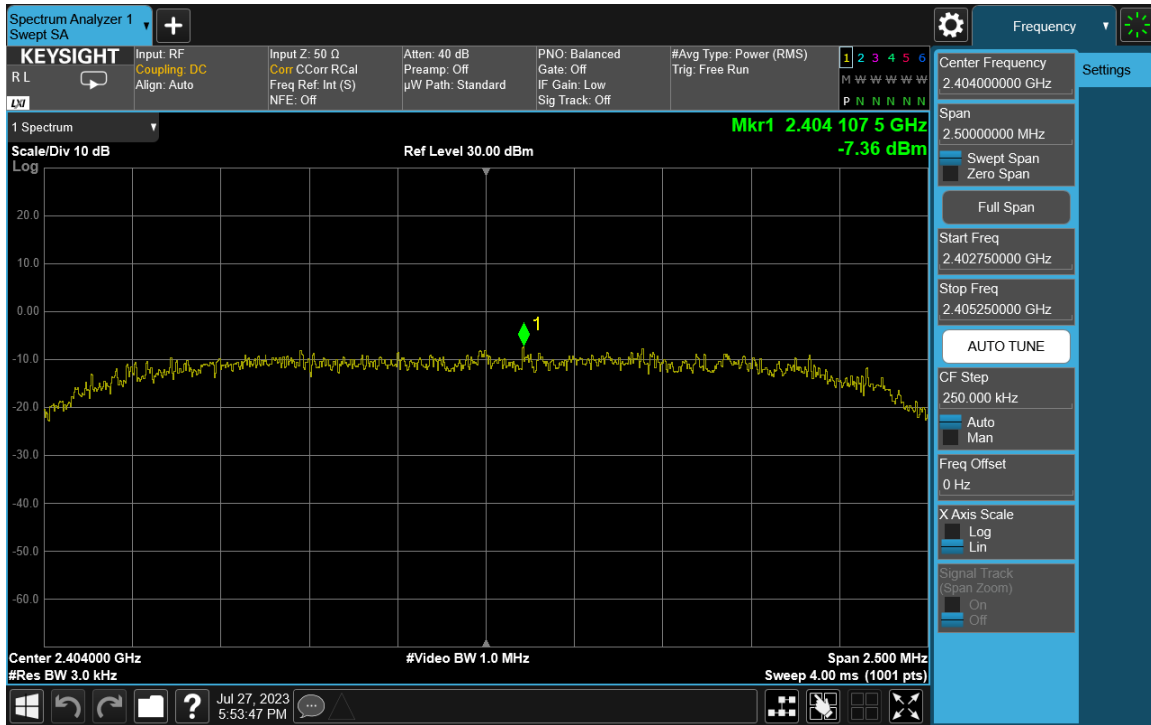 Spectrum Analyzer 1
Swept SA
Frequency
KEYSIGHT
R L
LXI
Input: RF
Coupling: DC
Align: Auto
Input Z: 50 Ω
Corr CCorr RCal
Freq Ref: Int (S)
NFE: Off
Atten: 40 dB
Preamp: Off
µW Path: Standard
PNO: Balanced
Gate: Off
IF Gain: Low
Sig Track: Off
#Avg Type: Power (RMS)
Trig: Free Run
1 2 3 4 5 6
M W W W W W
P N N N N N
1 Spectrum
Scale/Div 10 dB
Log
Ref Level 30.00 dBm
Mkr1 2.404 107 5 GHz
-7.36 dBm
20.0
10.0
0.00
-10.0
-20.0
-30.0
-40.0
-50.0
-60.0
1
Center 2.404000 GHz
#Res BW 3.0 kHz
#Video BW 1.0 MHz
Span 2.500 MHz
Sweep 4.00 ms (1001 pts)
Jul 27, 2023
5:53:47 PM
Center Frequency
2.404000000 GHz
Settings
Span
2.50000000 MHz
Swept Span
Zero Span
Full Span
Start Freq
2.402750000 GHz
Stop Freq
2.405250000 GHz
AUTO TUNE
CF Step
250.000 kHz
Auto
Man
Freq Offset
0 Hz
X Axis Scale
Log
Lin
Signal Track
(Span Zoom)
On
Off